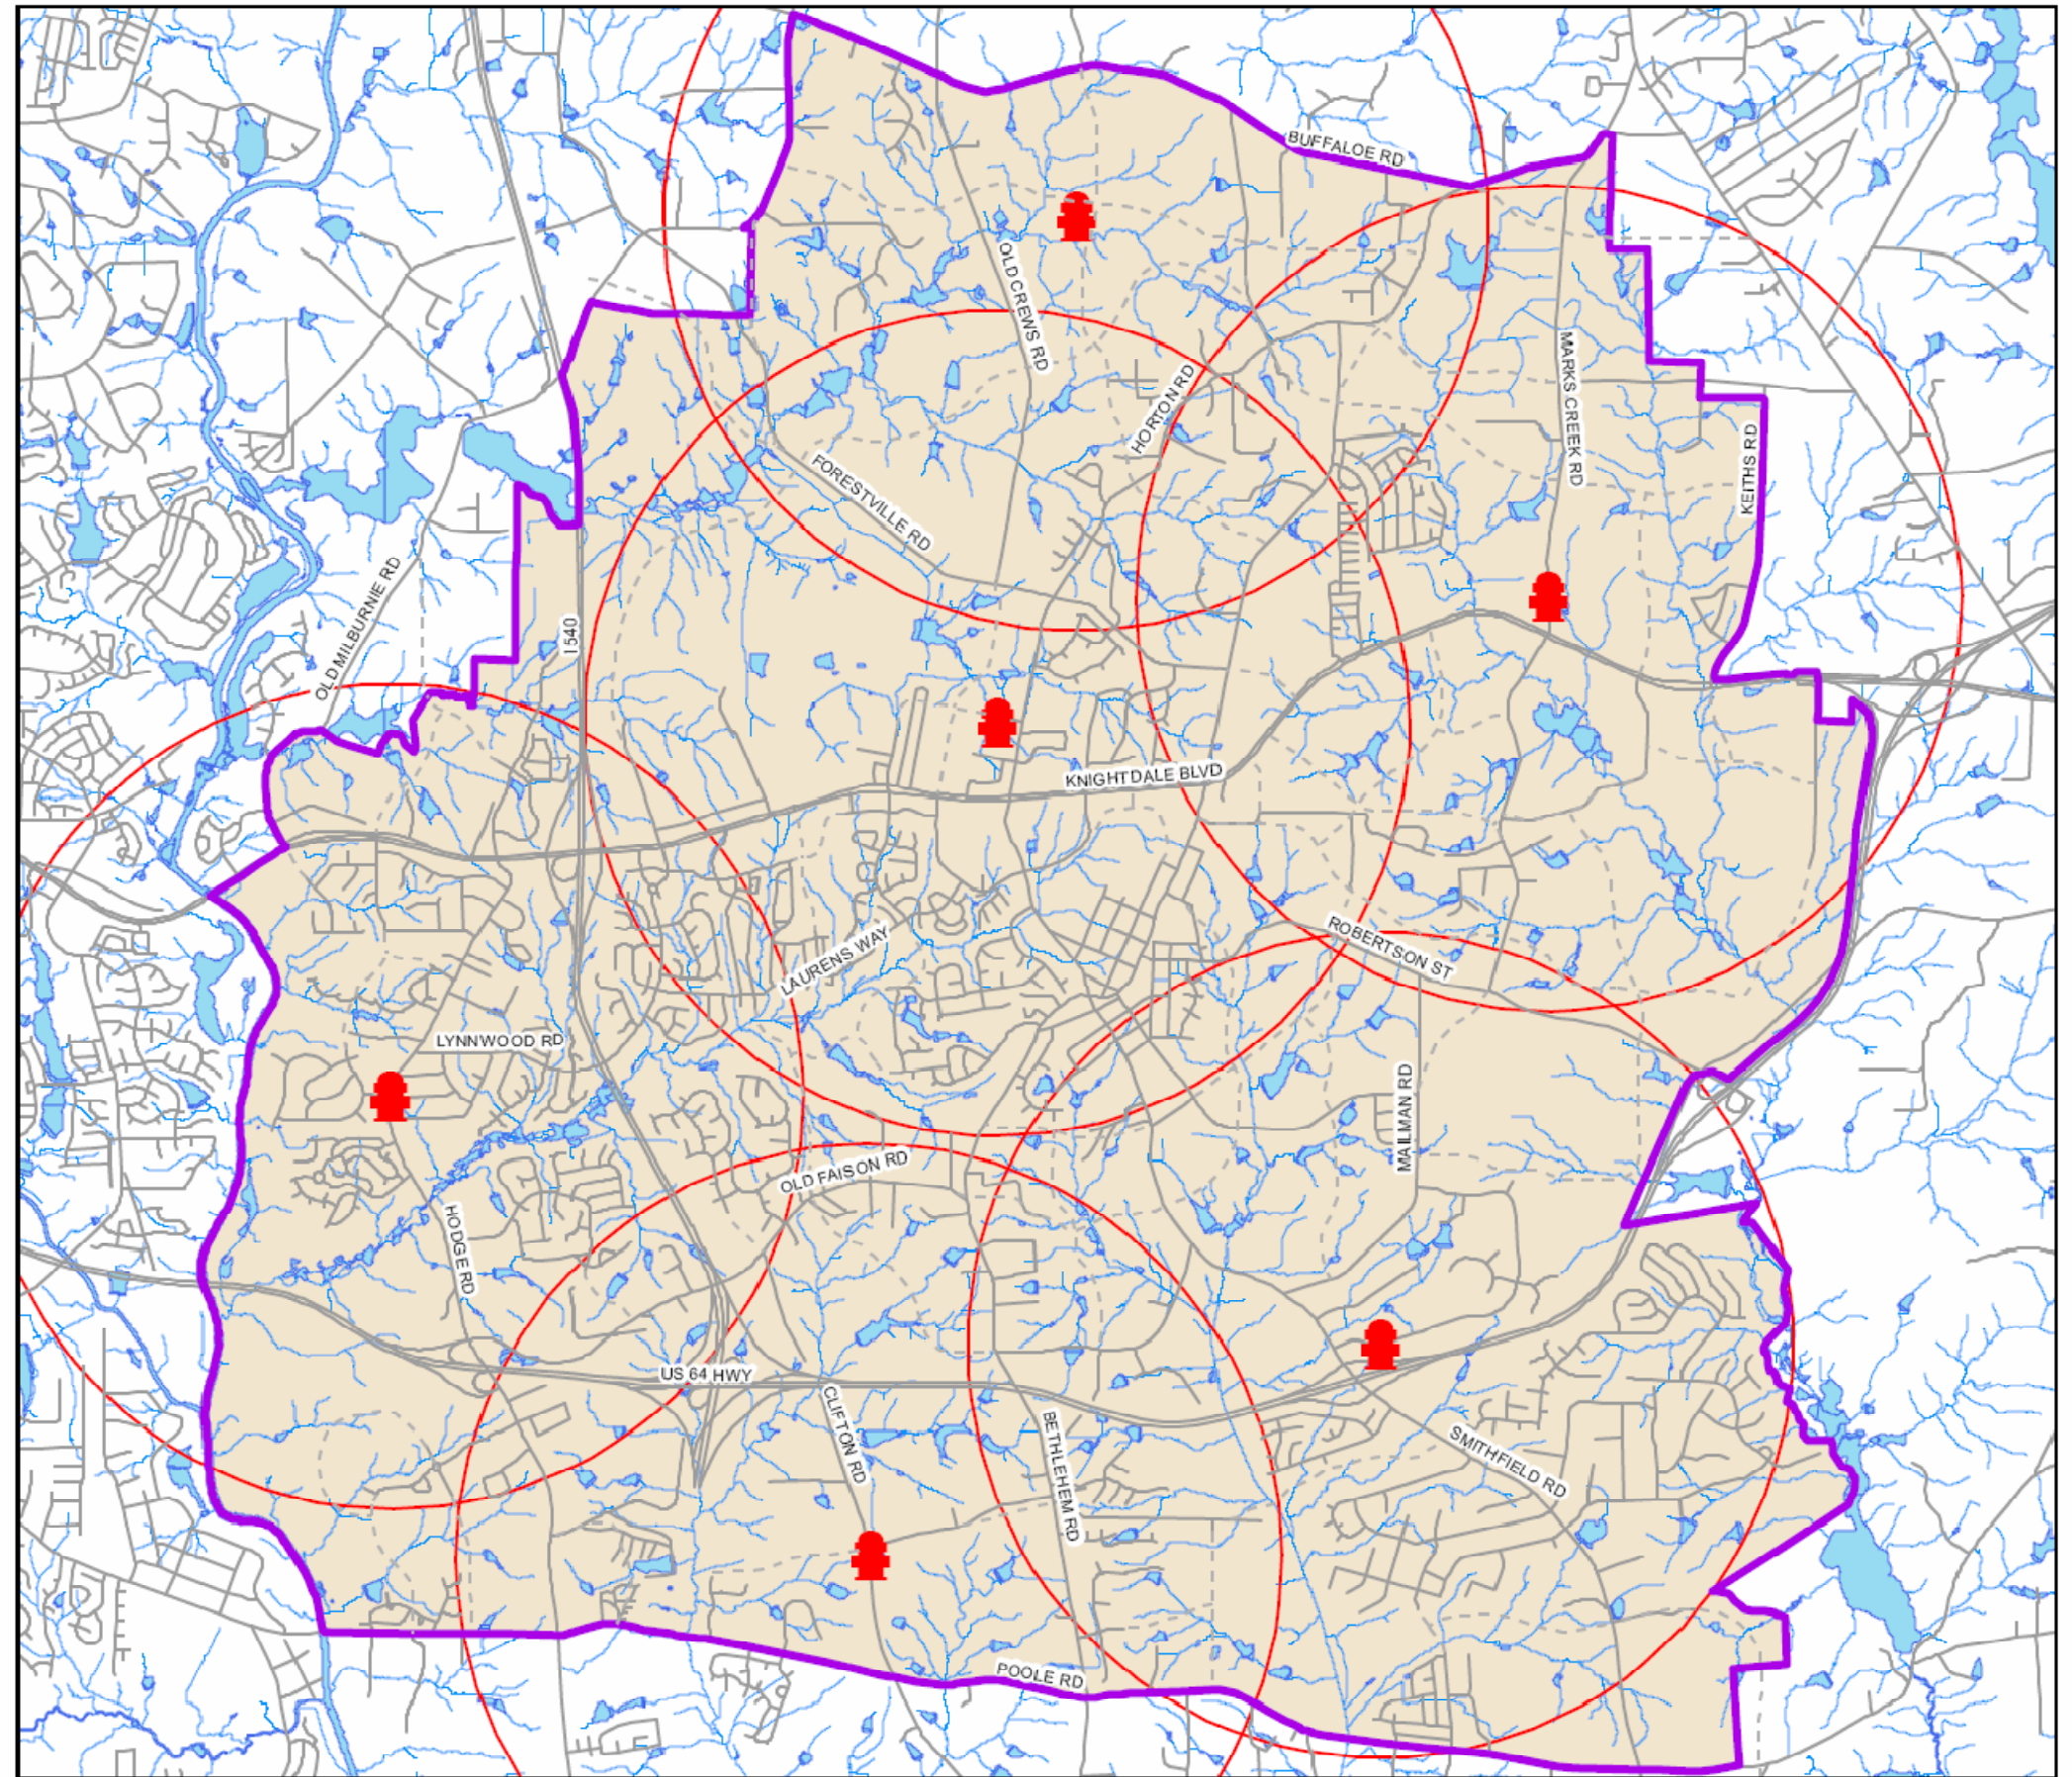 BUFFALOE RD
OLD CREWS RD
MARKS CREEK RD
HORTON RD
KEITHS RD
FORESTVILLE RD
OLD MILBURNIE RD
I 540
KNIGHTDALE BLVD
LAURENS WAY
ROBERTSON ST
LYNNWOOD RD
MAILMAN RD
OLD FAISON RD
HODGE RD
US 64 HWY
CLIFTON RD
BETHLEHEM RD
SMITHFIELD RD
POOLE RD